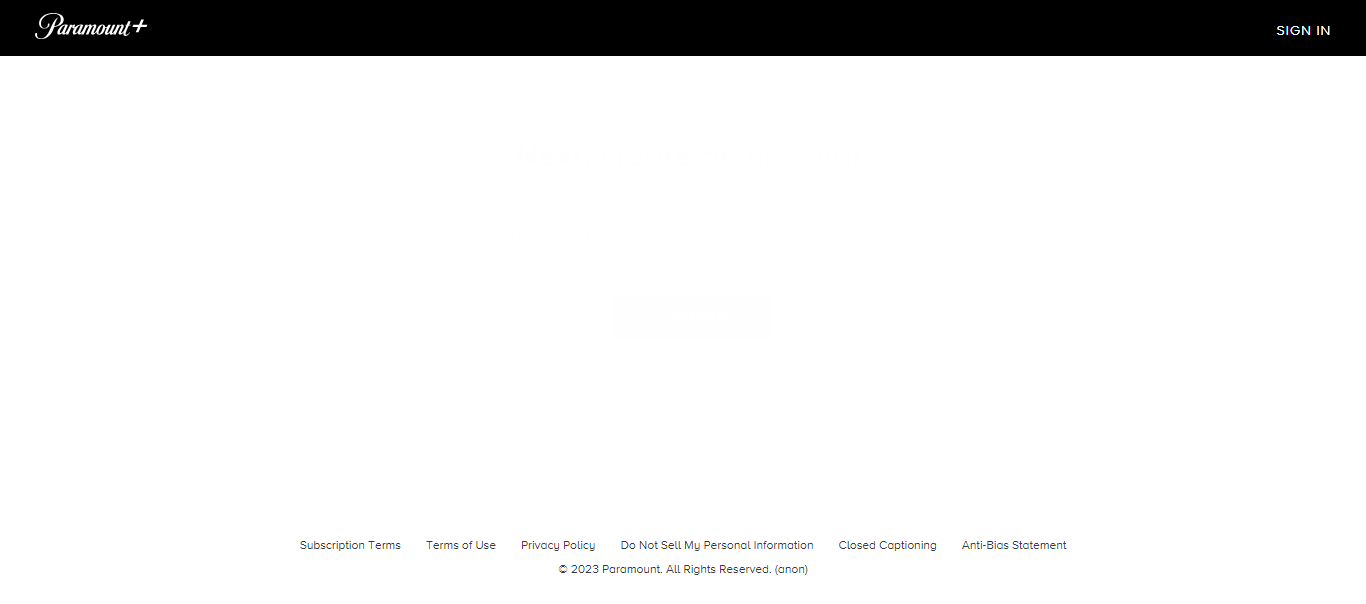 Paramount+
SIGN IN
Subscription Terms Terms of Use Privacy Policy Do Not Sell My Personal Information Closed Captioning Anti-Bias Statement
© 2023 Paramount. All Rights Reserved. (anon)